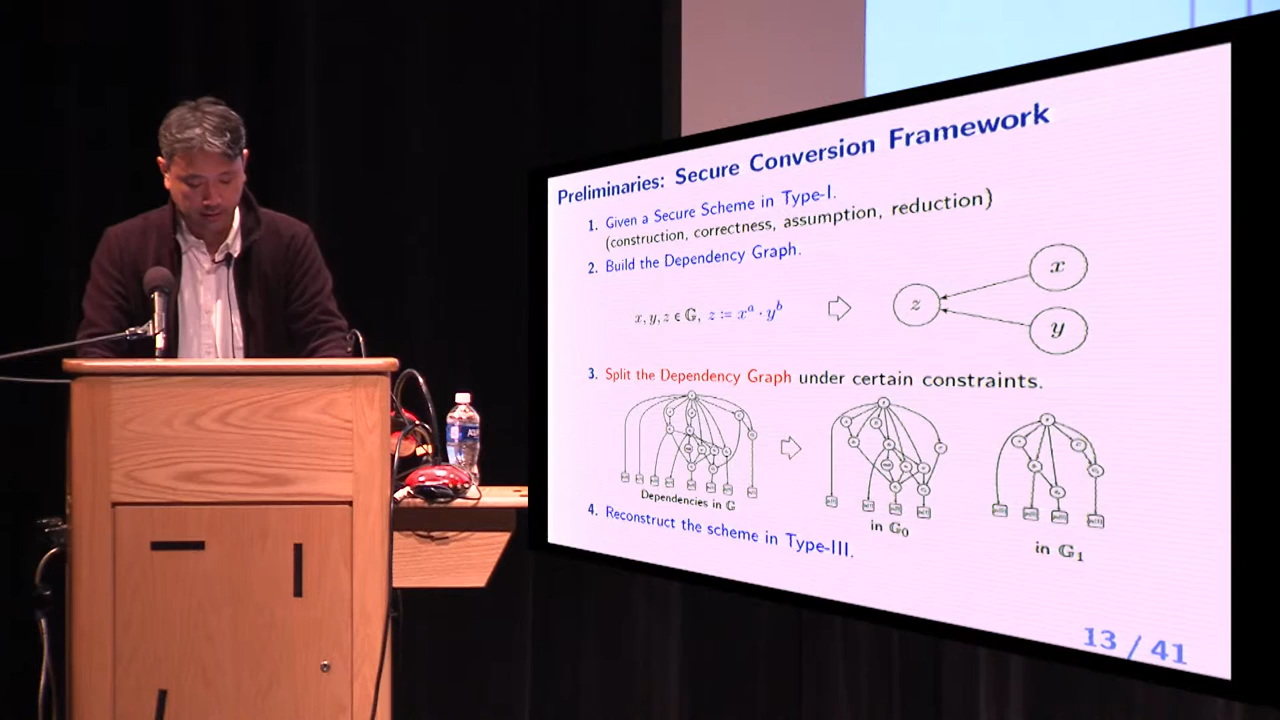 Preliminaries: Secure Conversion Framework
1. Given a Secure Scheme in Type-I.
(construction, correctness, assumption, reduction}
2. Build the Dependency Graph.
x, y, z ∈ 𝔾, z := xᵃ · yᵇ
x
z
y
3. Split the Dependency Graph under certain constraints.
Dependencies in 𝔾
in 𝔾₀
in 𝔾₁
4. Reconstruct the scheme in Type-III.
13 / 41